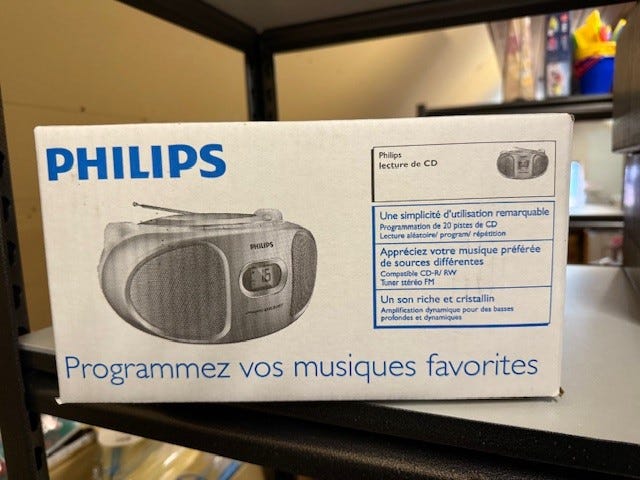 PHILIPS
Philips
lecture de CD
Une simplicité d'utilisation remarquable
Programmation de 20 pistes de CD
Lecture aléatoire/ program/ répétition
Appréciez votre musique préférée
de sources différentes
Compatible CD-R/ RW
Tuner stéréo FM
Un son riche et cristallin
Amplification dynamique pour des basses
profondes et dynamiques
PHILIPS
15
Programmez vos musiques favorites